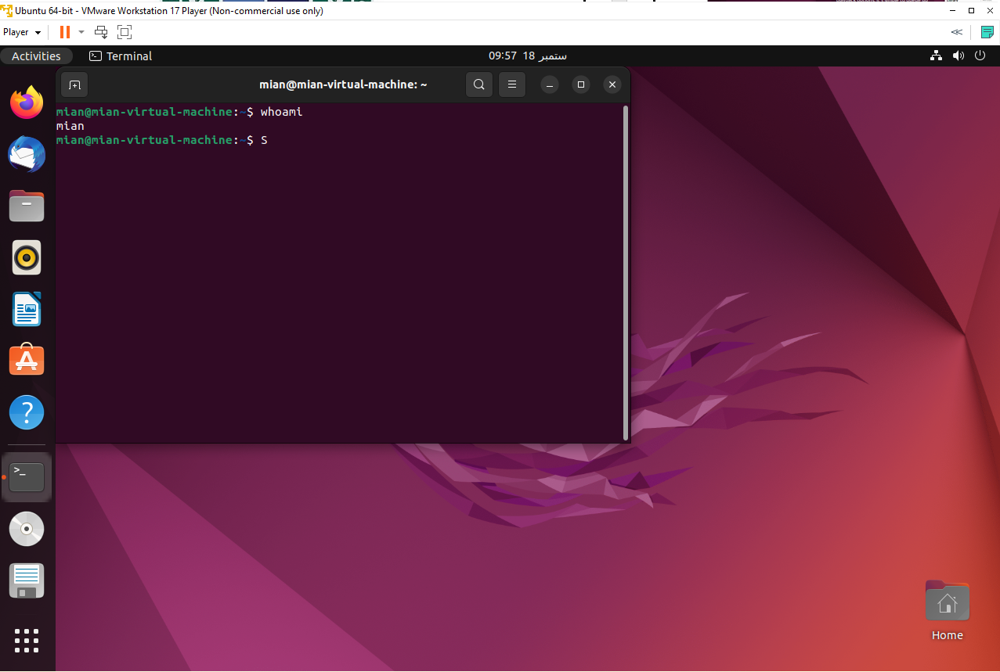 Ubuntu 64-bit - VMware Workstation 17 Player (Non-commercial use only)
Player
Activities
Terminal
09:57 18 ستمبر
mian@mian-virtual-machine: ~
mian@mian-virtual-machine:~$ whoami
mian
mian@mian-virtual-machine:~$ S
Home